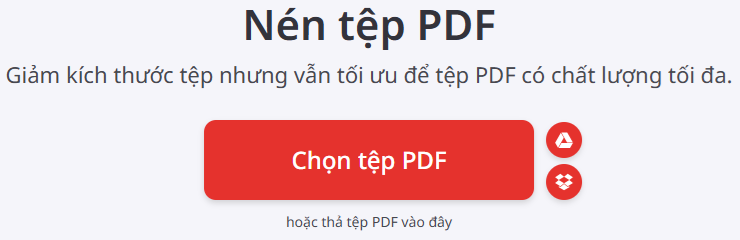 Nén tệp PDF
Giảm kích thước tệp nhưng vẫn tối ưu để tệp PDF có chất lượng tối đa.
Chọn tệp PDF
hoặc thả tệp PDF vào đây